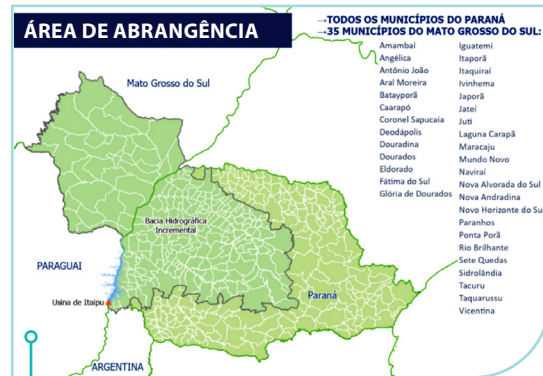 ÁREA DE ABRANGÊNCIA
→TODOS OS MUNICÍPIOS DO PARANÁ
→35 MUNICÍPIOS DO MATO GROSSO DO SUL:
Amambaí
Angélica
Antônio João
Aral Moreira
Batayporã
Caarapó
Coronel Sapucaia
Deodápolis
Douradina
Dourados
Eldorado
Fátima do Sul
Glória de Dourados
Iguatemi
Itaporã
Itaquiraí
Ivinhema
Japorã
Jateí
Juti
Laguna Carapã
Maracaju
Mundo Novo
Naviraí
Nova Alvorada do Sul
Nova Andradina
Novo Horizonte do Su
Paranhos
Ponta Porã
Rio Brilhante
Sete Quedas
Sidrolândia
Tacuru
Taquarussu
Vicentina
Mato Grosso do Sul
Bacia Hidrográfica
Incremental
PARAGUAI
Usina de Itaipu
Paraná
ARGENTINA